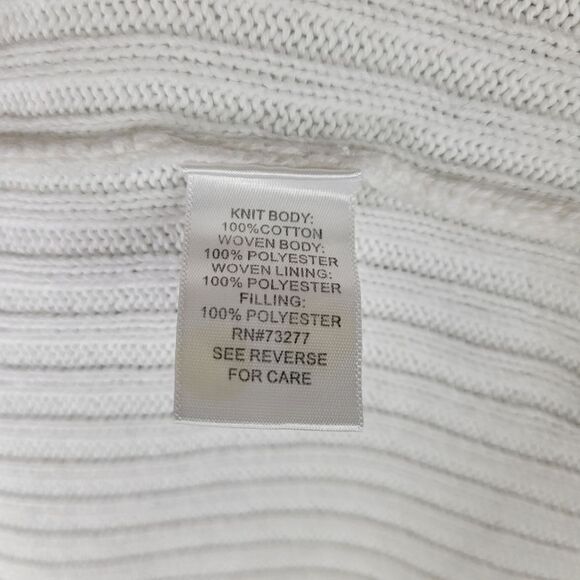 KNIT BODY:
100%COTTON
WOVEN BODY:
100% POLYESTER
WOVEN LINING:
100% POLYESTER
FILLING:
100% POLYESTER
RN#73277
SEE REVERSE
FOR CARE